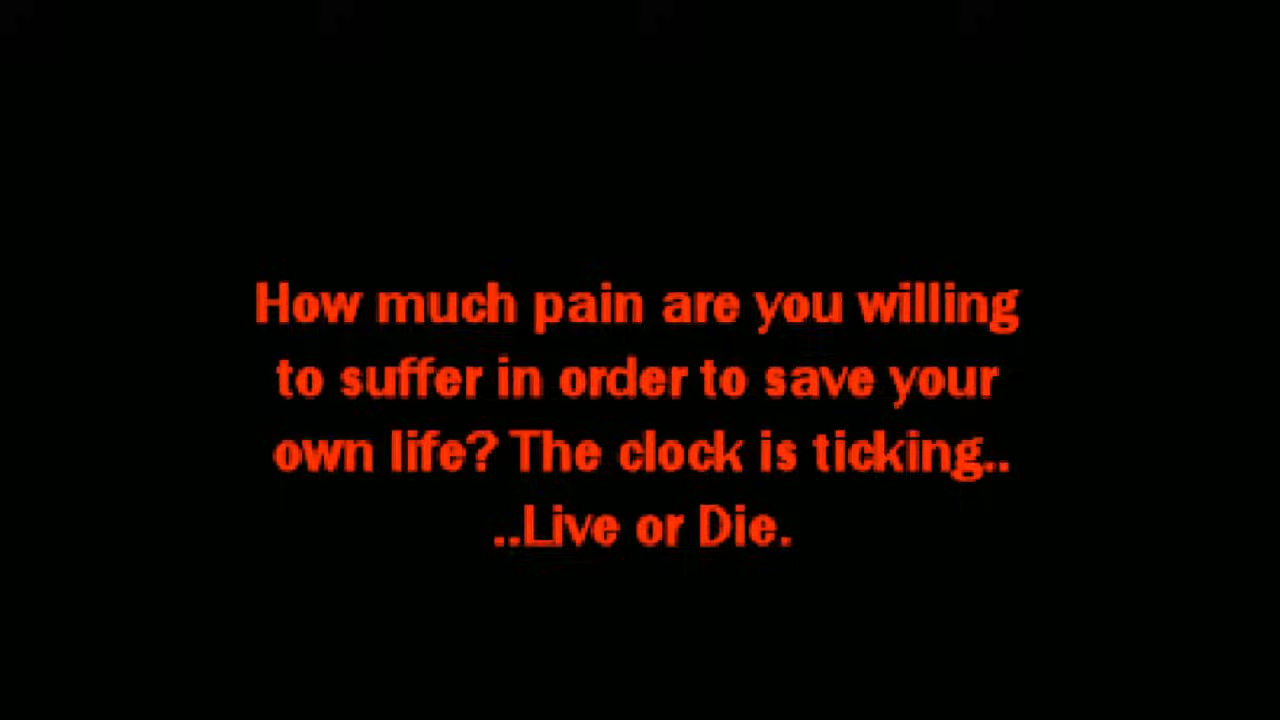 How much pain are you willing
to suffer in order to save your
own life? The clock is ticking..
..Live or Die.